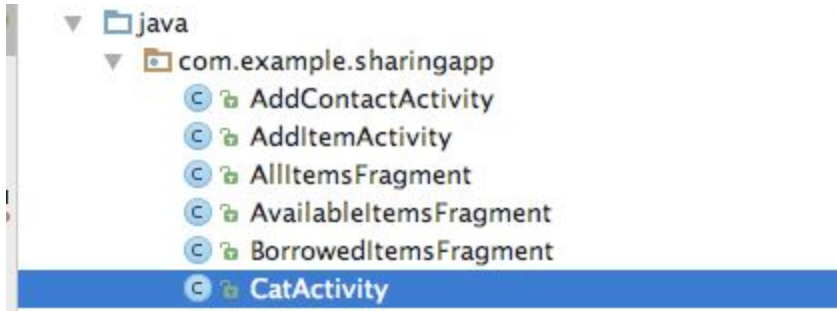 java
com.example.sharingapp
C AddContactActivity
C AddItemActivity
C AllItemsFragment
C AvailableItemsFragment
C BorrowedItemsFragment
C CatActivity